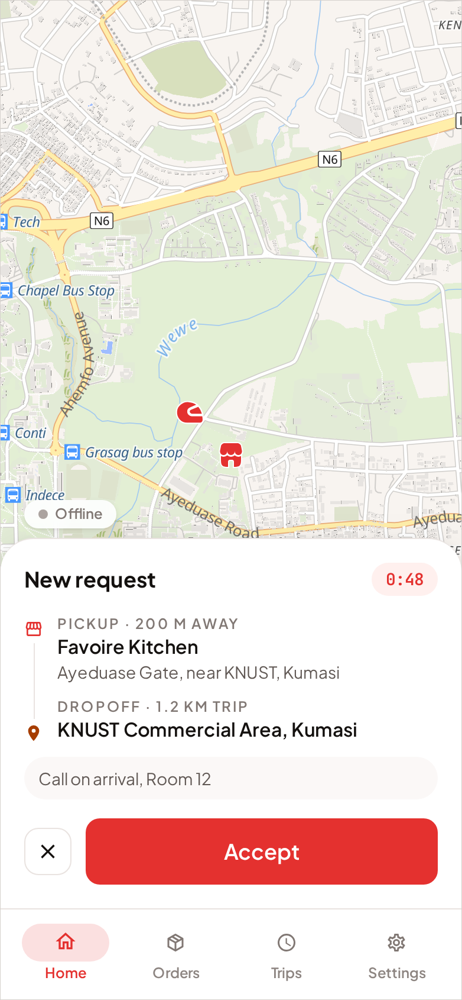 KEN
N6
N6
Tech
Chapel Bus Stop
Wewe
Ahemfo Avenue
Conti
Grasag bus stop
Indece
Offline
Ayeduase Road
Ayedua
New request
0:48
PICKUP · 200 M AWAY
Favoire Kitchen
Ayeduase Gate, near KNUST, Kumasi
DROPOFF · 1.2 KM TRIP
KNUST Commercial Area, Kumasi
Call on arrival, Room 12
Accept
Home
Orders
Trips
Settings